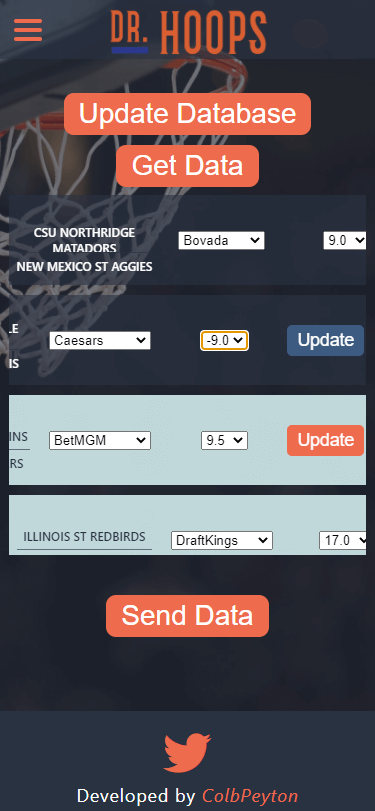 DR. HOOPS
Update Database
Get Data
CSU NORTHRIDGE
MATADORS
Bovada
9.0
NEW MEXICO ST AGGIES
LE
IS
Caesars
-9.0
Update
INS
RS
BetMGM
9.5
Update
ILLINOIS ST REDBIRDS
DraftKings
17.0
Send Data
Developed by ColbPeyton